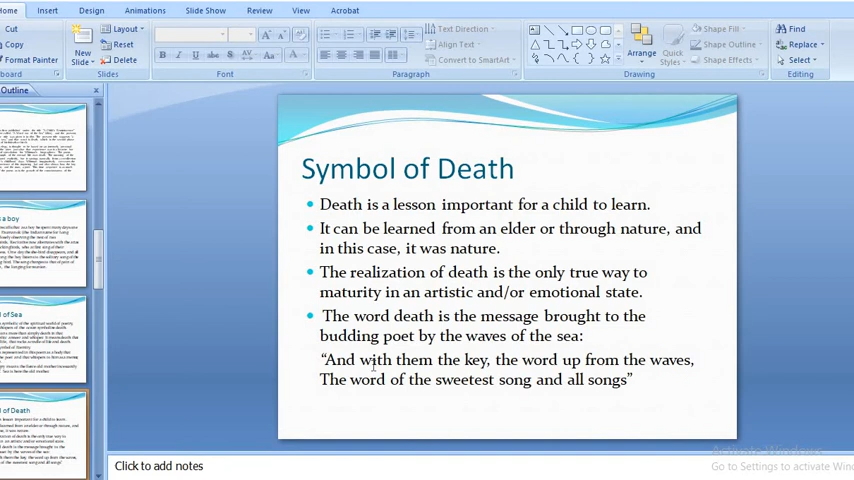 Home Insert Design Animations Slide Show Review View Acrobat
Cut
Copy
Format Painter
New Slide
Layout
Reset
Delete
Slides
Font
Text Direction
Align Text
Convert to SmartArt
Paragraph
Arrange
Quick Styles
Shape Fill
Shape Outline
Shape Effects
Drawing
Find
Replace
Select
Editing
Outline
Symbol of Death
Death is a lesson important for a child to learn.
It can be learned from an elder or through nature, and
in this case, it was nature.
The realization of death is the only true way to
maturity in an artistic and/or emotional state.
The word death is the message brought to the
budding poet by the waves of the sea:
“And with them the key, the word up from the waves,
The word of the sweetest song and all songs”
Click to add notes
Activate Windows
Go to Settings to activate Win